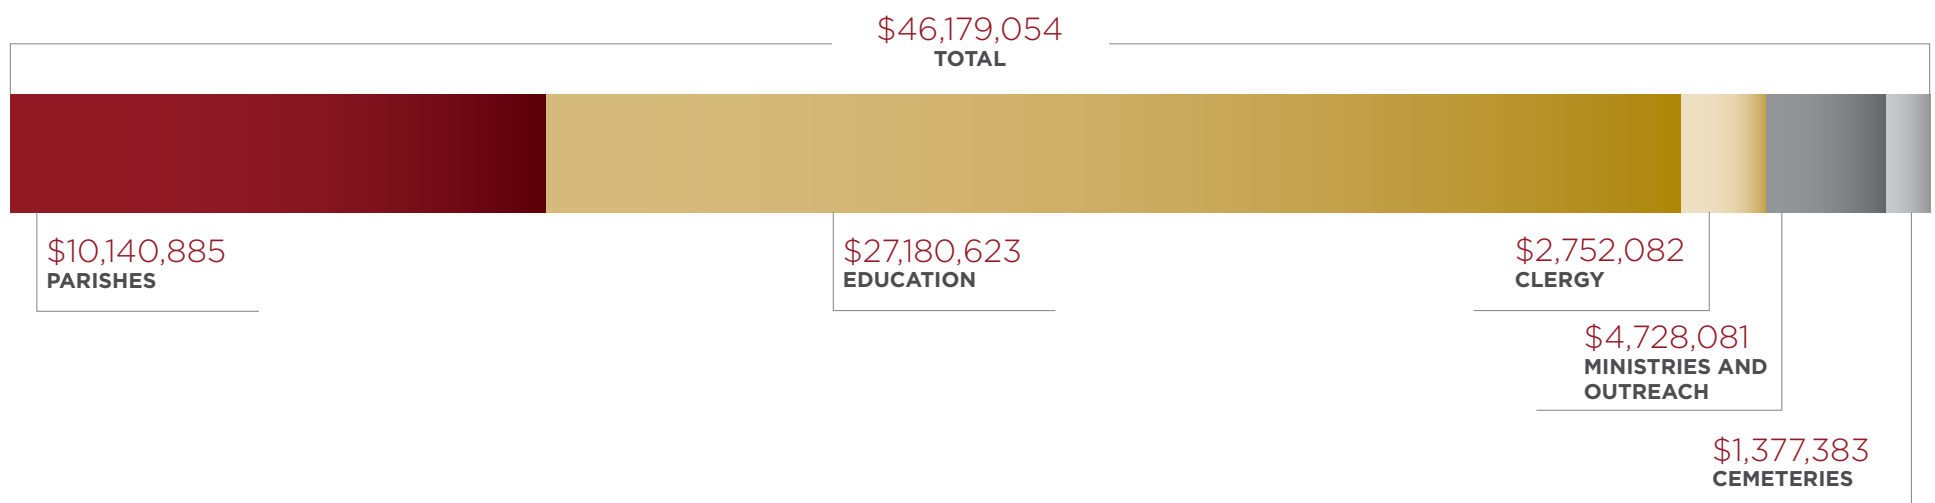 $46,179,054
TOTAL
$10,140,885
PARISHES
$27,180,623
EDUCATION
$2,752,082
CLERGY
$4,728,081
MINISTRIES AND
OUTREACH
$1,377,383
CEMETERIES